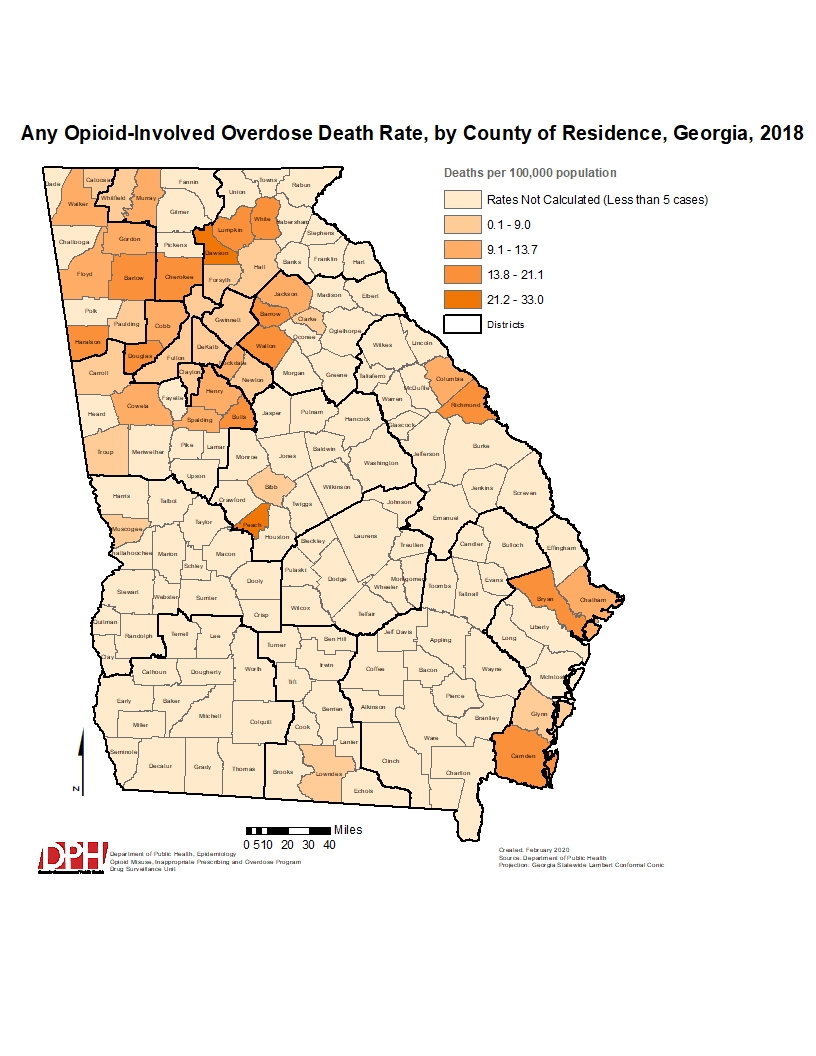 Any Opioid-Involved Overdose Death Rate, by County of Residence, Georgia, 2018
Deaths per 100,000 population
Rates Not Calculated (Less than 5 cases)
0.1 - 9.0
9.1 - 13.7
13.8 - 21.1
21.2 - 33.0
Districts
Dade
Catoosa
Fannin
Towns
Rabun
Union
Walker
Whitfield
Murray
Gilmer
White
Habersham
Lumpkin
Stephens
Chattooga
Gordon
Pickens
Dawson
Banks
Franklin
Hart
Floyd
Bartow
Cherokee
Forsyth
Hall
Jackson
Madison
Elbert
Polk
Paulding
Cobb
Gwinnett
Barrow
Clarke
Oglethorpe
Oconee
Haralson
Douglas
Fulton
DeKalb
Walton
Wilkes
Lincoln
Carroll
Clayton
Rockdale
Newton
Morgan
Greene
Taliaferro
McDuffie
Columbia
Heard
Coweta
Fayette
Henry
Warren
Richmond
Spalding
Butts
Jasper
Putnam
Hancock
Glascock
Troup
Meriwether
Pike
Lamar
Monroe
Jones
Baldwin
Washington
Jefferson
Burke
Upson
Bibb
Wilkinson
Jenkins
Screven
Harris
Talbot
Crawford
Twiggs
Johnson
Emanuel
Muscogee
Taylor
Peach
Houston
Bleckley
Laurens
Treutlen
Candler
Bulloch
Effingham
Chattahoochee
Marion
Schley
Macon
Pulaski
Dodge
Wheeler
Montgomery
Toombs
Tattnall
Evans
Bryan
Chatham
Stewart
Webster
Sumter
Dooly
Crisp
Wilcox
Telfair
Liberty
Quitman
Randolph
Terrell
Lee
Turner
Ben Hill
Jeff Davis
Appling
Long
Clay
Calhoun
Dougherty
Worth
Irwin
Tift
Coffee
Bacon
Wayne
McIntosh
Early
Baker
Miller
Mitchell
Colquitt
Berrien
Cook
Atkinson
Pierce
Brantley
Glynn
Seminole
Decatur
Grady
Thomas
Brooks
Lanier
Lowndes
Echols
Clinch
Ware
Charlton
Camden
N
Miles
0 5 10 20 30 40
DPH
Department of Public Health, Epidemiology
Opioid Misuse, Inappropriate Prescribing and Overdose Program
Drug Surveillance Unit
Created: February 2020
Source: Department of Public Health
Projection: Georgia Statewide Lambert Conformal Conic